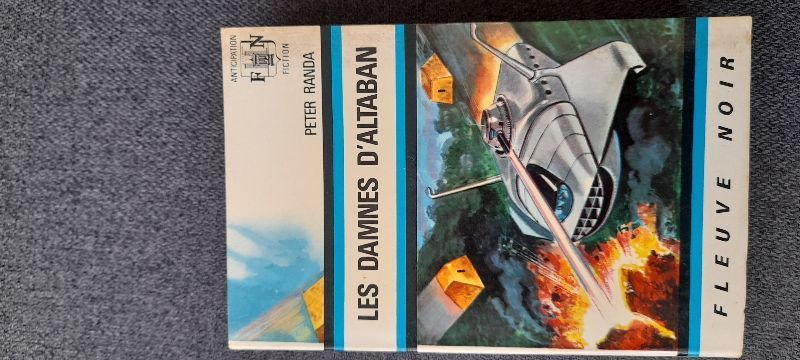 ANTICIPATION
FN
FICTION
PETER RANDA
LES DAMNES D'ALTABAN
FLEUVE NOIR